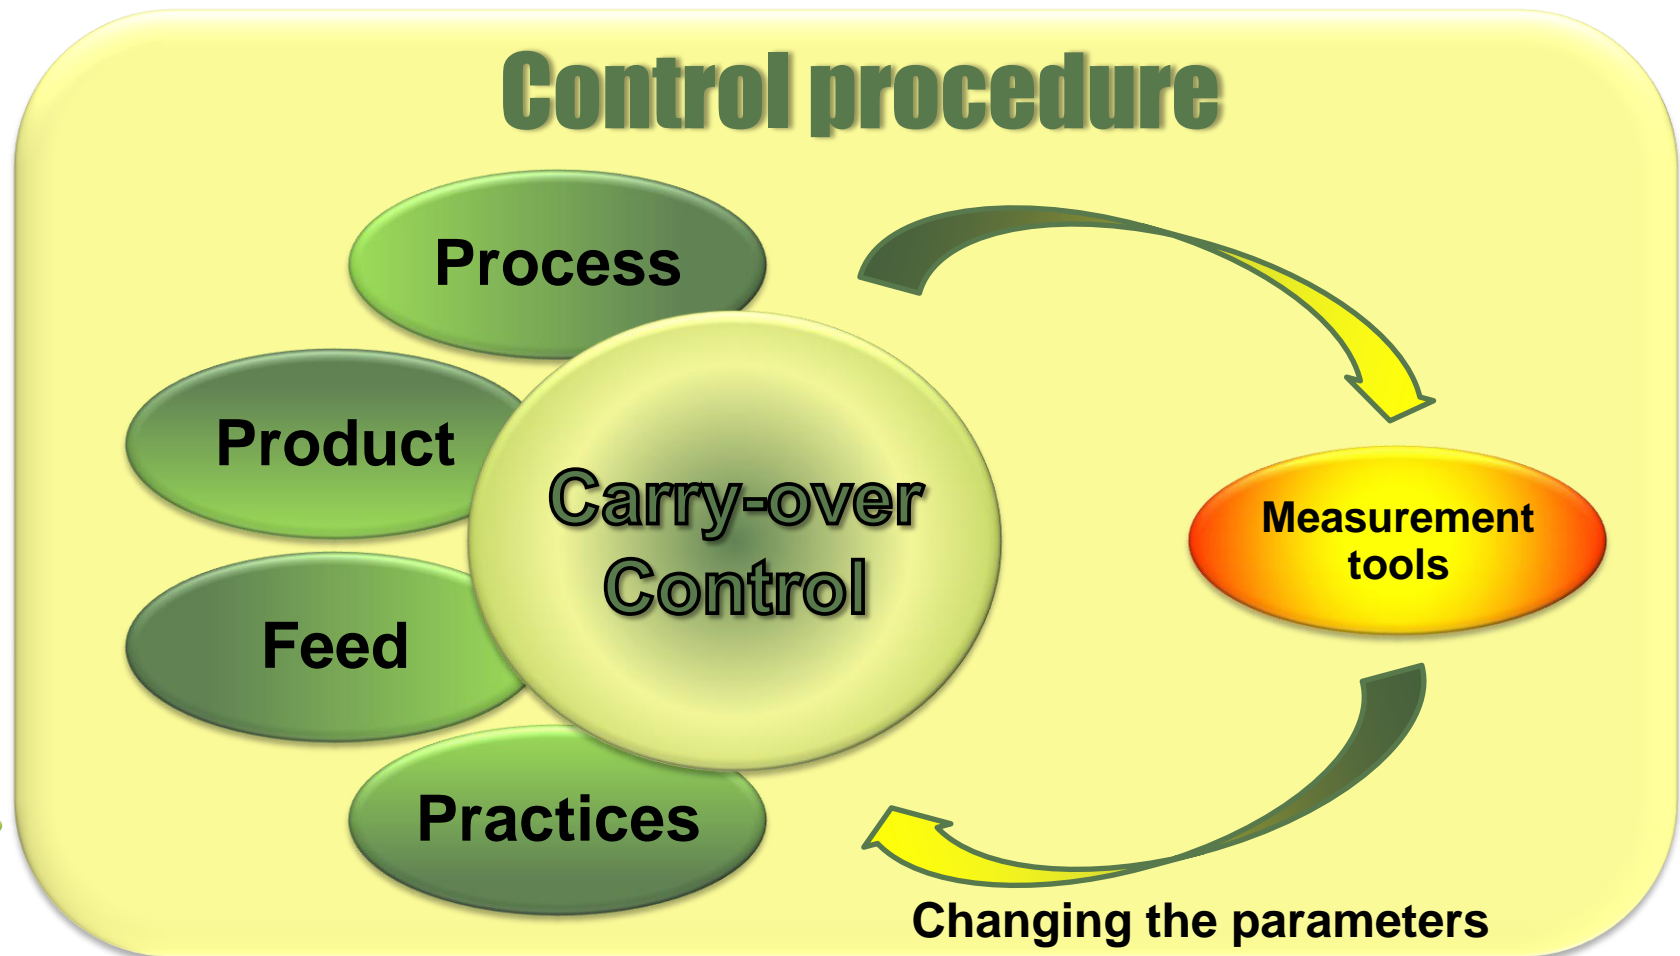 Control procedure
Process
Product
Feed
Practices
Carry-over
Control
Measurement
tools
Changing the parameters